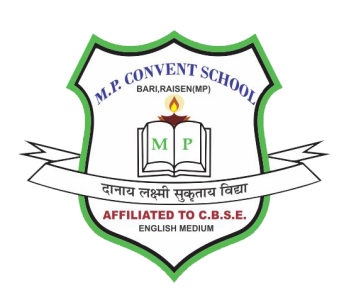 M.P. CONVENT SCHOOL
BARI,RAISEN(MP)
M P
दानाय लक्ष्मी सुकृताय विद्या
AFFILIATED TO C.B.S.E.
ENGLISH MEDIUM